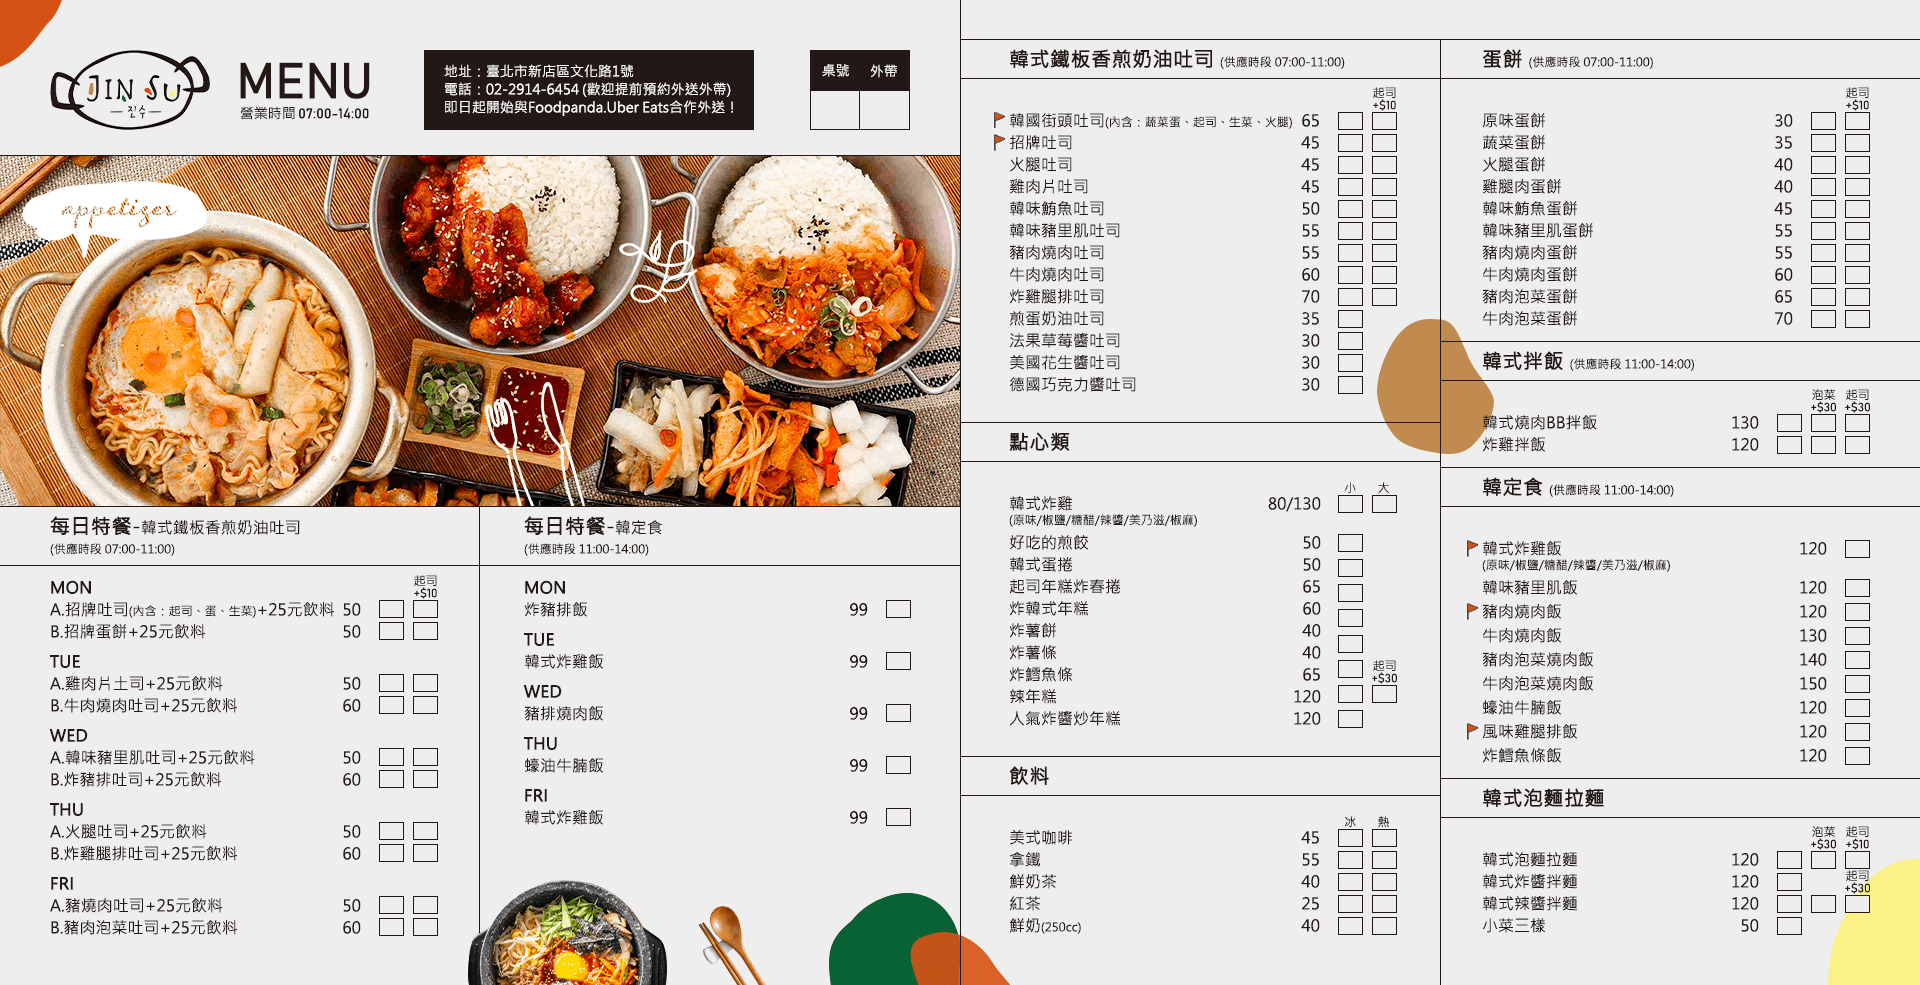 JIN SU
진수
MENU
營業時間 07:00-14:00
地址：臺北市新店區文化路1號
電話：02-2914-6454 (歡迎提前預約外送外帶)
即日起開始與Foodpanda.Uber Eats合作外送！
桌號 外帶
appetizer
每日特餐-韓式鐵板香煎奶油吐司
(供應時段 07:00-11:00)
起司
+$10
MON
A.招牌吐司(內含：起司、蛋、生菜)+25元飲料 50
B.招牌蛋餅+25元飲料 50
TUE
A.雞肉片土司+25元飲料 50
B.牛肉燒肉吐司+25元飲料 60
WED
A.韓味豬里肌吐司+25元飲料 50
B.炸豬排吐司+25元飲料 60
THU
A.火腿吐司+25元飲料 50
B.炸雞腿排吐司+25元飲料 60
FRI
A.豬燒肉吐司+25元飲料 50
B.豬肉泡菜吐司+25元飲料 60
每日特餐-韓定食
(供應時段 11:00-14:00)
MON
炸豬排飯 99
TUE
韓式炸雞飯 99
WED
豬排燒肉飯 99
THU
蠔油牛腩飯 99
FRI
韓式炸雞飯 99
韓式鐵板香煎奶油吐司 (供應時段 07:00-11:00)
起司
+$10
韓國街頭吐司(內含：蔬菜蛋、起司、生菜、火腿) 65
招牌吐司 45
火腿吐司 45
雞肉片吐司 45
韓味鮪魚吐司 50
韓味豬里肌吐司 55
豬肉燒肉吐司 55
牛肉燒肉吐司 60
炸雞腿排吐司 70
煎蛋奶油吐司 35
法果草莓醬吐司 30
美國花生醬吐司 30
德國巧克力醬吐司 30
點心類
小 大
韓式炸雞 80/130
(原味/椒鹽/糖醋/辣醬/美乃滋/椒麻)
好吃的煎餃 50
韓式蛋捲 50
起司年糕炸春捲 65
炸韓式年糕 60
炸薯餅 40
炸薯條 40
炸鱈魚條 65
起司
+$30
辣年糕 120
人氣炸醬炒年糕 120
飲料
冰 熱
美式咖啡 45
拿鐵 55
鮮奶茶 40
紅茶 25
鮮奶(250cc) 40
蛋餅 (供應時段 07:00-11:00)
起司
+$10
原味蛋餅 30
蔬菜蛋餅 35
火腿蛋餅 40
雞腿肉蛋餅 40
韓味鮪魚蛋餅 45
韓味豬里肌蛋餅 55
豬肉燒肉蛋餅 55
牛肉燒肉蛋餅 60
豬肉泡菜蛋餅 65
牛肉泡菜蛋餅 70
韓式拌飯 (供應時段 11:00-14:00)
泡菜 起司
+$30 +$30
韓式燒肉BB拌飯 130
炸雞拌飯 120
韓定食 (供應時段 11:00-14:00)
韓式炸雞飯 120
(原味/椒鹽/糖醋/辣醬/美乃滋/椒麻)
韓味豬里肌飯 120
豬肉燒肉飯 120
牛肉燒肉飯 130
豬肉泡菜燒肉飯 140
牛肉泡菜燒肉飯 150
蠔油牛腩飯 120
風味雞腿排飯 120
炸鱈魚條飯 120
韓式泡麵拉麵
泡菜 起司
+$30 +$10
韓式泡麵拉麵 120
韓式炸醬拌麵 120
起司
+$30
韓式辣醬拌麵 120
小菜三樣 50